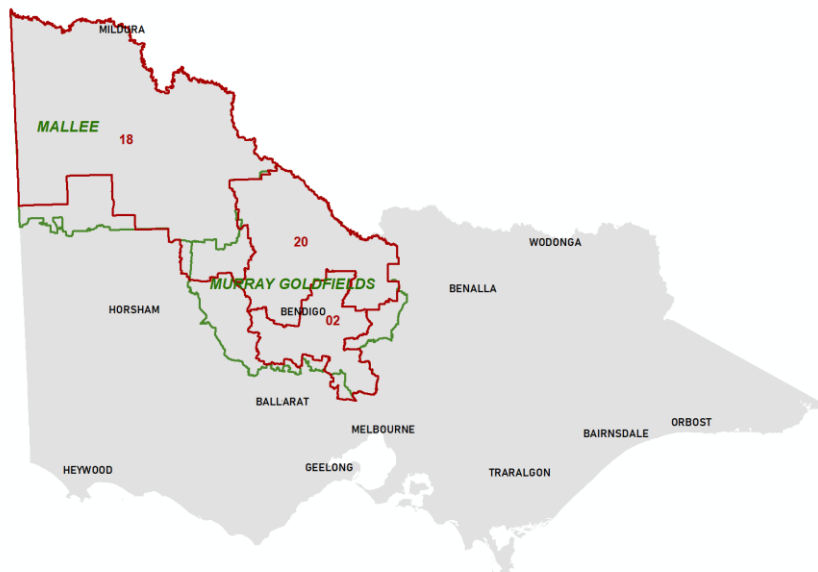 MILDURA
MALLEE
18
20
WODONGA
MURRAY GOLDFIELDS
BENALLA
HORSHAM
BENDIGO
02
BALLARAT
ORBOST
MELBOURNE
BAIRNSDALE
HEYWOOD
GEELONG
TRARALGON